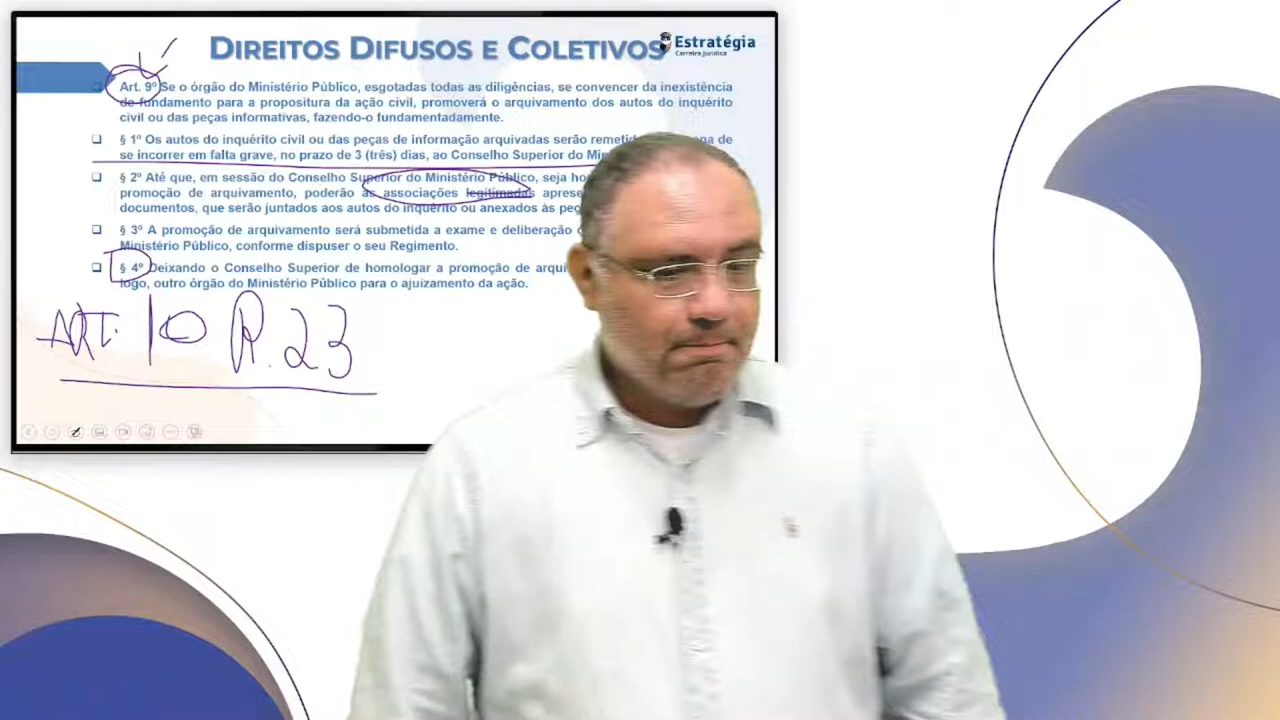 DIREITOS DIFUSOS E COLETIVOS
Estratégia
Carreira Jurídica
Art. 9º Se o órgão do Ministério Público, esgotadas todas as diligências, se convencer da inexistência
de fundamento para a propositura da ação civil, promoverá o arquivamento dos autos do inquérito
civil ou das peças informativas, fazendo-o fundamentadamente.
§ 1º Os autos do inquérito civil ou das peças de informação arquivadas serão de
se incorrer em falta grave, no prazo de 3 (três) dias, ao Conselho Superior do
§ 2º Até que, em sessão do Conselho Superior do Ministério Público, seja
promoção de arquivamento, poderão as associações legitimadas
documentos, que serão juntados aos autos do inquérito ou anexados às
§ 3º A promoção de arquivamento será submetida a exame e deliberação
Ministério Público, conforme dispuser o seu Regimento.
§ 4º Deixando o Conselho Superior de homologar a promoção de
logo, outro órgão do Ministério Público para o ajuizamento da ação.
ART. 10 R.23